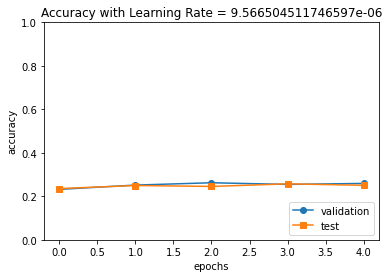 Accuracy with Learning Rate = 9.566504511746597e-06
accuracy
1.0
0.8
0.6
0.4
0.2
0.0
validation
test
0.0 0.5 1.0 1.5 2.0 2.5 3.0 3.5 4.0
epochs